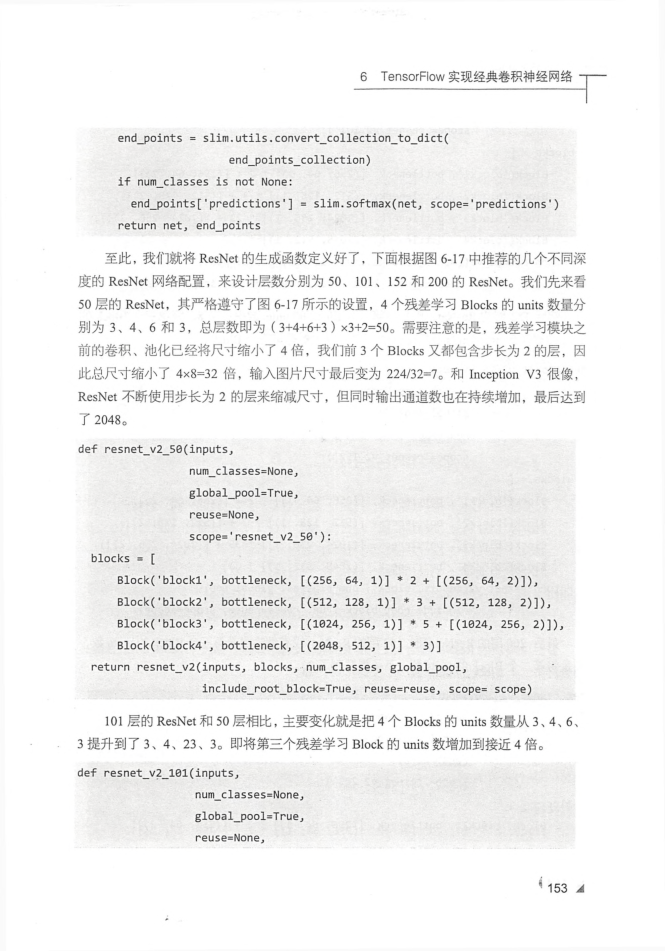 6 TensorFlow 实现经典卷积神经网络
end_points = slim.utils.convert_collection_to_dict(
end_points_collection)
if num_classes is not None:
end_points['predictions'] = slim.softmax(net, scope='predictions')
return net, end_points
至此，我们就将 ResNet 的生成函数定义好了，下面根据图 6-17 中推荐的几个不同深
度的 ResNet 网络配置，来设计层数分别为 50、101、152 和 200 的 ResNet。我们先来看
50 层的 ResNet，其严格遵守了图 6-17 所示的设置，4 个残差学习 Blocks 的 units 数量分
别为 3、4、6 和 3，总层数即为（3+4+6+3）×3+2=50。需要注意的是，残差学习模块之
前的卷积、池化已经将尺寸缩小了 4 倍，我们前 3 个 Blocks 又都包含步长为 2 的层，因
此总尺寸缩小了 4×8=32 倍，输入图片尺寸最后变为 224/32=7。和 Inception V3 很像，
ResNet 不断使用步长为 2 的层来缩减尺寸，但同时输出通道数也在持续增加，最后达到
了 2048。
def resnet_v2_50(inputs,
num_classes=None,
global_pool=True,
reuse=None,
scope='resnet_v2_50'):
blocks = [
Block('block1', bottleneck, [(256, 64, 1)] * 2 + [(256, 64, 2)]),
Block('block2', bottleneck, [(512, 128, 1)] * 3 + [(512, 128, 2)]),
Block('block3', bottleneck, [(1024, 256, 1)] * 5 + [(1024, 256, 2)]),
Block('block4', bottleneck, [(2048, 512, 1)] * 3)]
return resnet_v2(inputs, blocks, num_classes, global_pool,
include_root_block=True, reuse=reuse, scope= scope)
101 层的 ResNet 和 50 层相比，主要变化就是把 4 个 Blocks 的 units 数量从 3、4、6、
3 提升到了 3、4、23、3。即将第三个残差学习 Block 的 units 数增加到接近 4 倍。
def resnet_v2_101(inputs,
num_classes=None,
global_pool=True,
reuse=None,
153